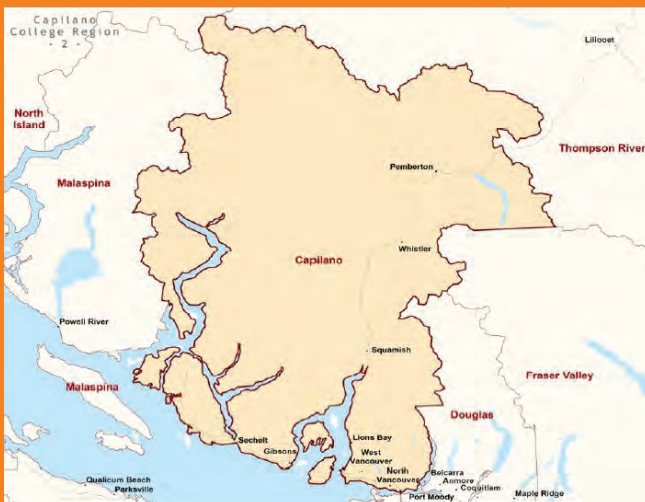 Capilano
College Region
- 2 -
Lillooet
North
Island
Thompson River
Pemberton
Malaspina
Whistler
Capilano
Powell River
Squamish
Malaspina
Fraser Valley
Douglas
Sechelt
Gibsons
Lions Bay
West
Vancouver
North
Vancouver
Belcarra
Anmore
Coquitlam
Port Moody
Maple Ridge
Qualicum Beach
Parksville